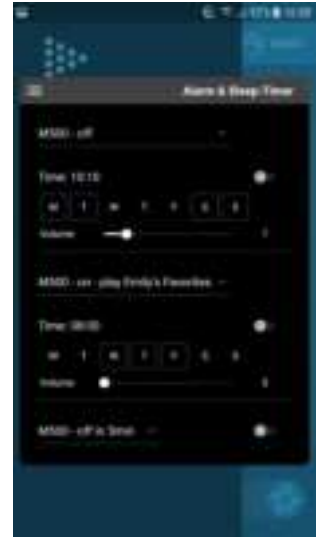 Alarm & Sleep Timer
M500 - off
Time: 10:10
M T W T F S S
Volume
M500 - on - play Emily's Favorites
Time: 08:00
M T W T F S S
Volume
M500 - off in 5min